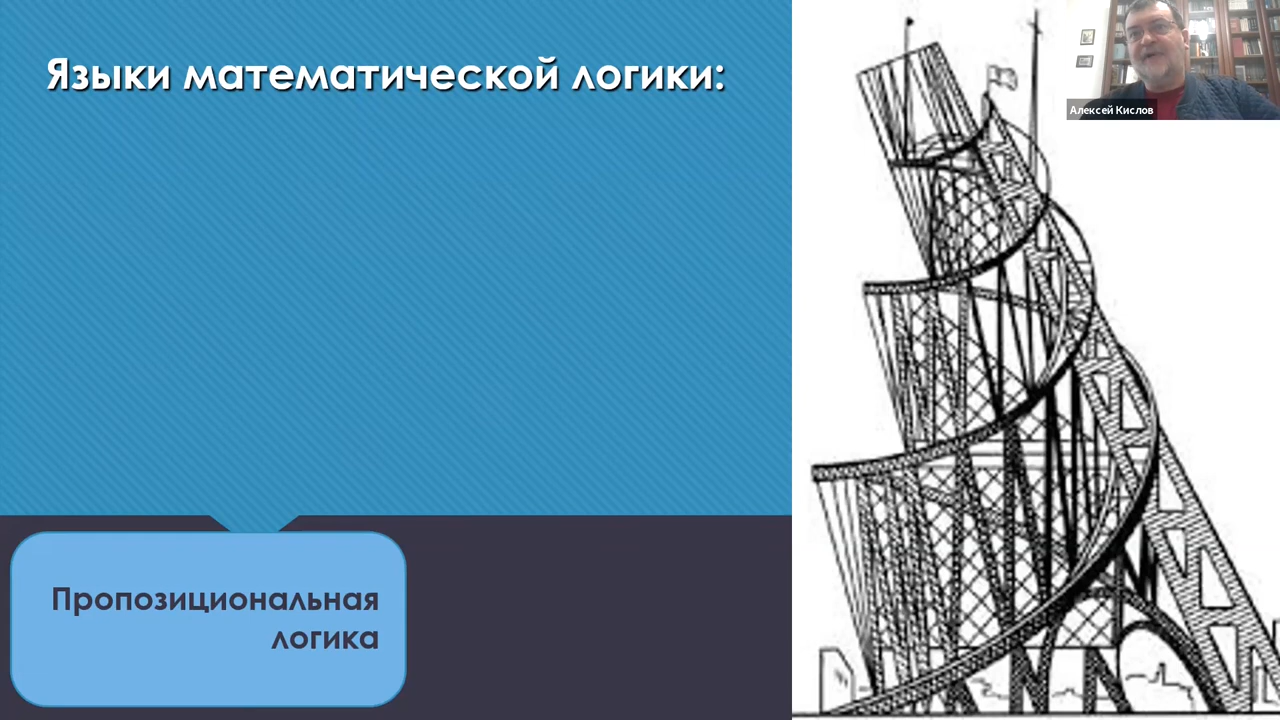 Языки математической логики:
Алексей Кислов
Пропозициональная
логика